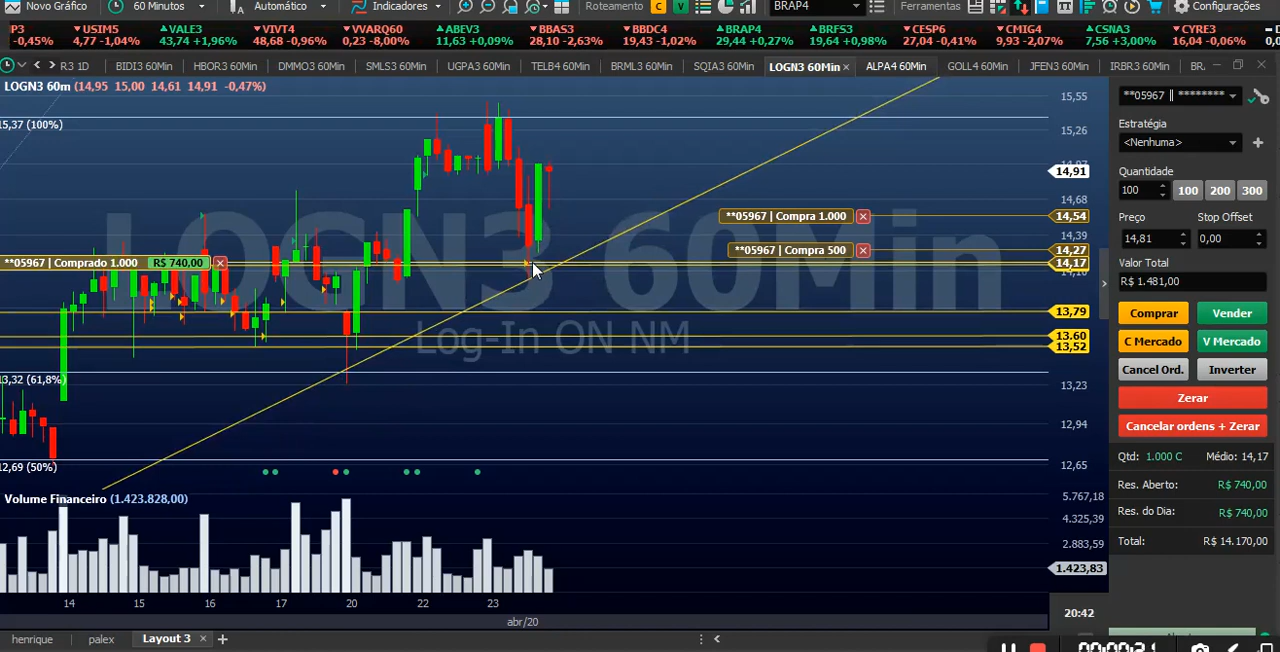 Novo Gráfico 60 Minutos Automático Indicadores Roteamento C V BRAP4 Ferramentas Configurações
P3 USIM5 VALE3 VIVT4 VVARQ60 ABEV3 BBAS3 BBDC4 BRAP4 BRFS3 CESP6 CMIG4 CSNA3 CYRE3
-0,45% 4,77 -1,04% 43,74 +1,96% 48,68 -0,96% 0,23 -8,00% 11,63 +0,09% 28,10 -2,63% 19,43 -1,02% 29,44 +0,27% 19,64 +0,98% 27,04 -0,41% 9,93 -2,07% 7,56 +3,00% 16,04 -0,06%
R3 1D BIDI3 60Min HBOR3 60Min DMMO3 60Min SMLS3 60Min UGPA3 60Min TELB4 60Min BRML3 60Min SQIA3 60Min LOGN3 60Min ALPA4 60Min GOLL4 60Min JFEN3 60Min IRBR3 60Min BR
LOGN3 60m (14,95 15,00 14,61 14,91 -0,47%)
15,37 (100%)
15,55
15,26
14,91
14,68
**05967 | Compra 1.000
14,54
14,39
**05967 | Compra 500
14,27
**05967 | Comprado 1.000 R$ 740,00
14,17
13,79
13,60
13,52
13,32 (61,8%)
13,23
12,94
12,69 (50%)
12,65
LOGN3 60Min
Log-In ON NM
Volume Financeiro (1.423.828,00)
5.767,18
4.325,39
2.883,59
1.423,83
14 15 16 17 20 22 23
abr/20
**05967 || ********
Estratégia
<Nenhuma>
Quantidade
100 100 200 300
Preço Stop Offset
14,81 0,00
Valor Total
R$ 1.481,00
Comprar Vender
C Mercado V Mercado
Cancel Ord. Inverter
Zerar
Cancelar ordens + Zerar
Qtd: 1.000 C Médio: 14,17
Res. Aberto: R$ 740,00
Res. do Dia: R$ 740,00
Total: R$ 14.170,00
20:42
henrique palex Layout 3